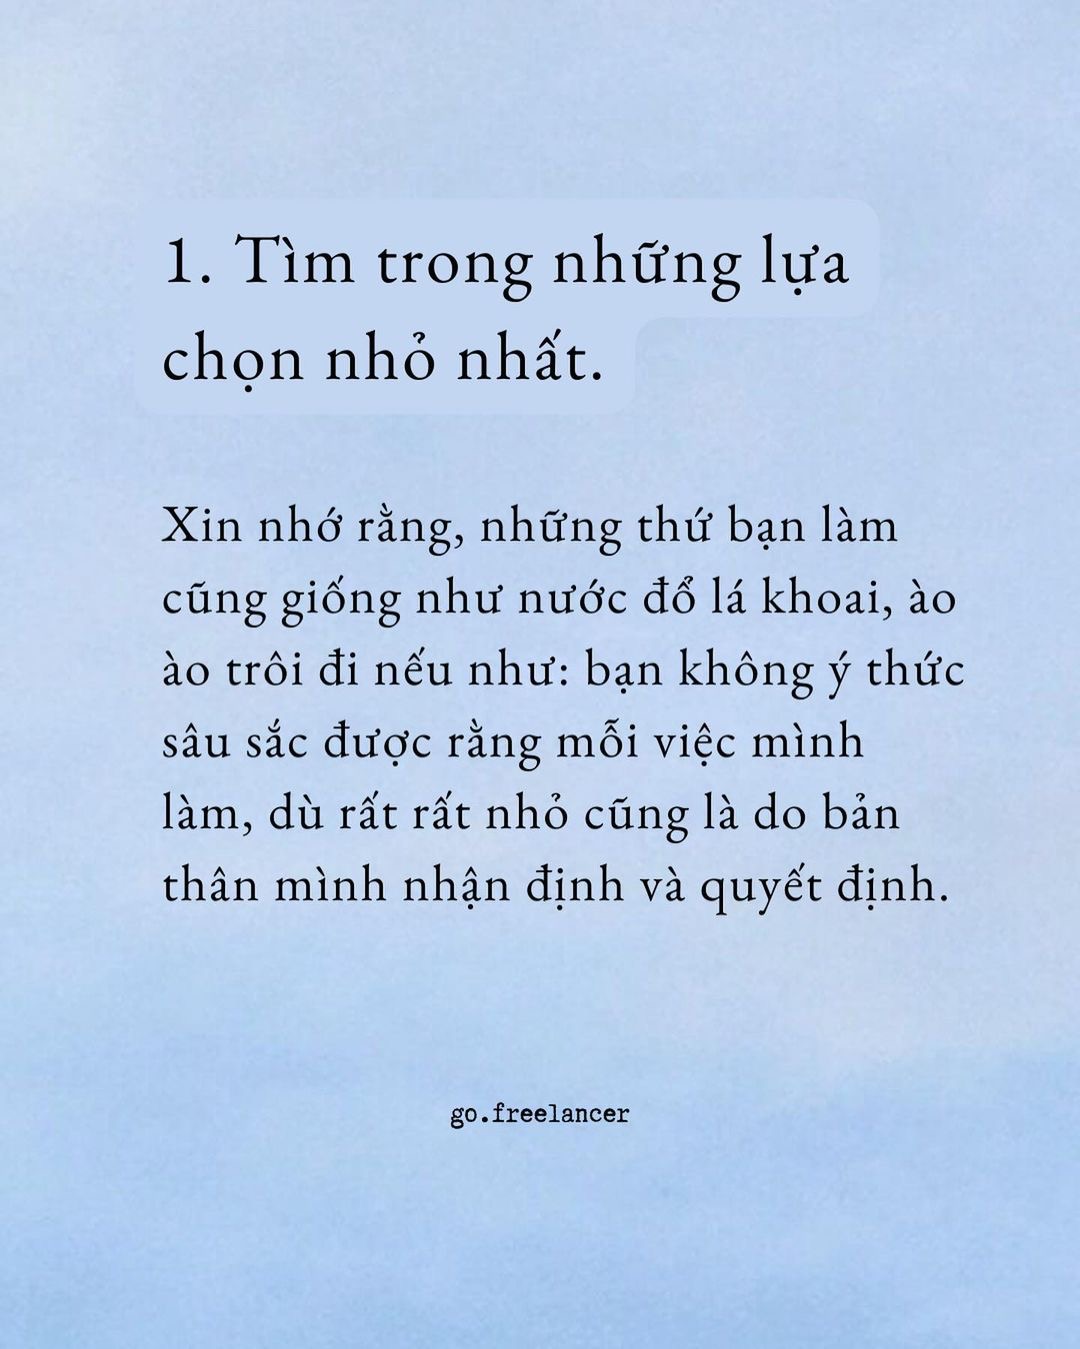 1. Tìm trong những lựa
chọn nhỏ nhất.
Xin nhớ rằng, những thứ bạn làm
cũng giống như nước đổ lá khoai, ào
ào trôi đi nếu như: bạn không ý thức
sâu sắc được rằng mỗi việc mình
làm, dù rất rất nhỏ cũng là do bản
thân mình nhận định và quyết định.
go.freelancer